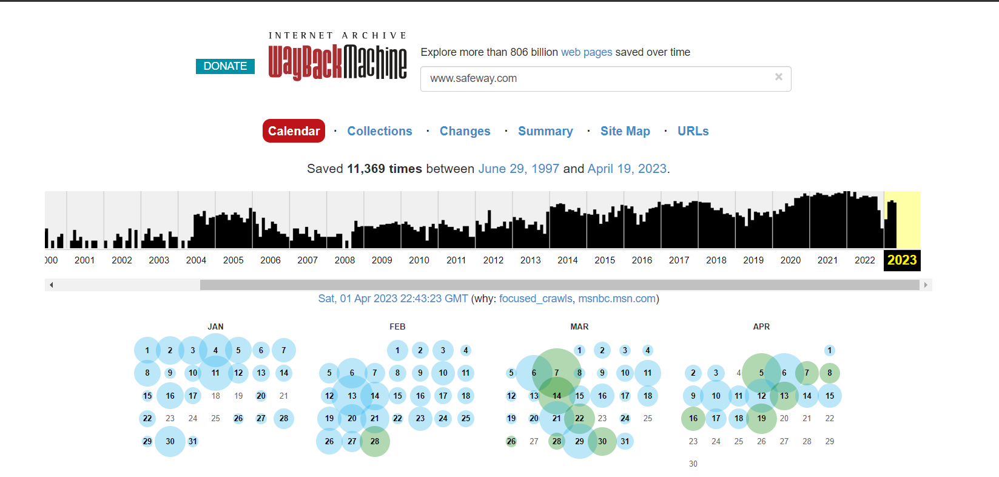 INTERNET ARCHIVE
WayBackMachine
DONATE
Explore more than 806 billion web pages saved over time
www.safeway.com ×
Calendar · Collections · Changes · Summary · Site Map · URLs
Saved 11,369 times between June 29, 1997 and April 19, 2023.
000 2001 2002 2003 2004 2005 2006 2007 2008 2009 2010 2011 2012 2013 2014 2015 2016 2017 2018 2019 2020 2021 2022 2023
Sat, 01 Apr 2023 22:43:23 GMT (why: focused_crawls, msnbc.msn.com)
JAN
1 2 3 4 5 6 7
8 9 10 11 12 13 14
15 16 17 18 19 20 21
22 23 24 25 26 27 28
29 30 31
FEB
1 2 3 4
5 6 7 8 9 10 11
12 13 14 15 16 17 18
19 20 21 22 23 24 25
26 27 28
MAR
1 2 3 4
5 6 7 8 9 10 11
12 13 14 15 16 17 18
19 20 21 22 23 24 25
26 27 28 29 30 31
APR
1
2 3 4 5 6 7 8
9 10 11 12 13 14 15
16 17 18 19 20 21 22
23 24 25 26 27 28 29
30